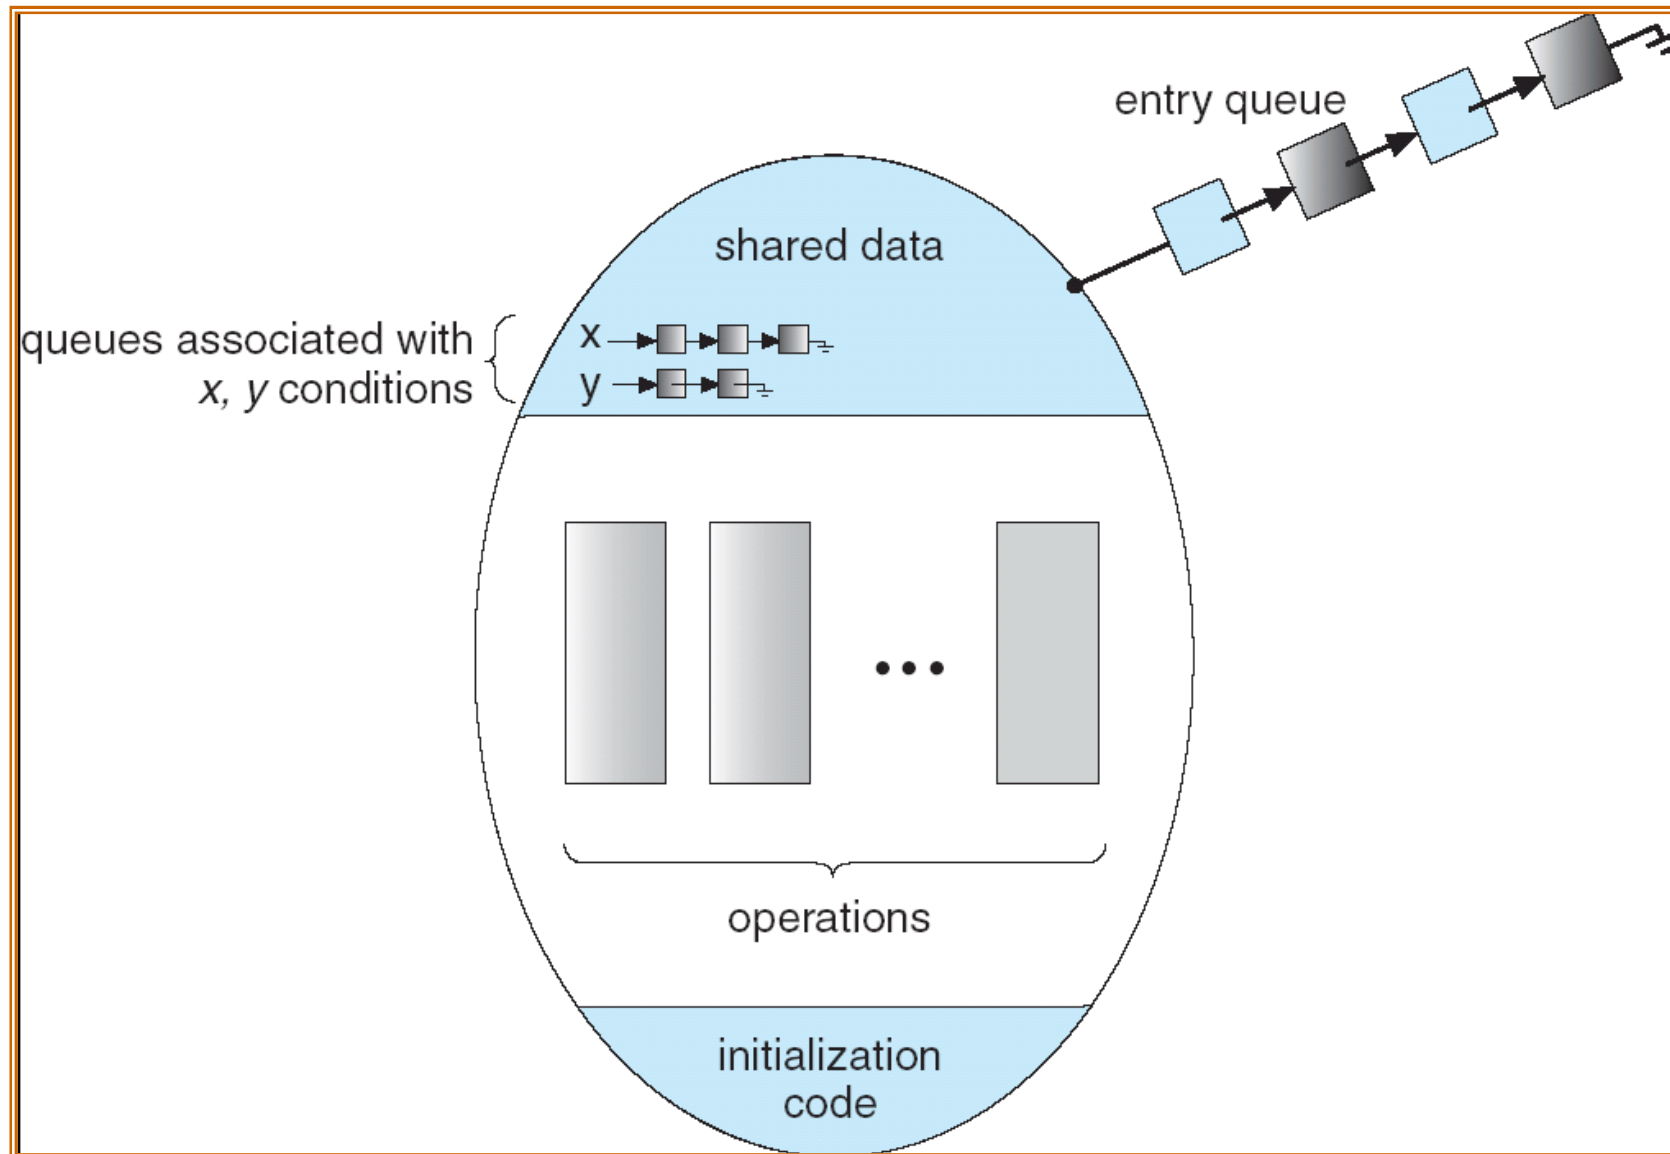 entry queue
shared data
queues associated with
x, y conditions
x
y
operations
initialization
code